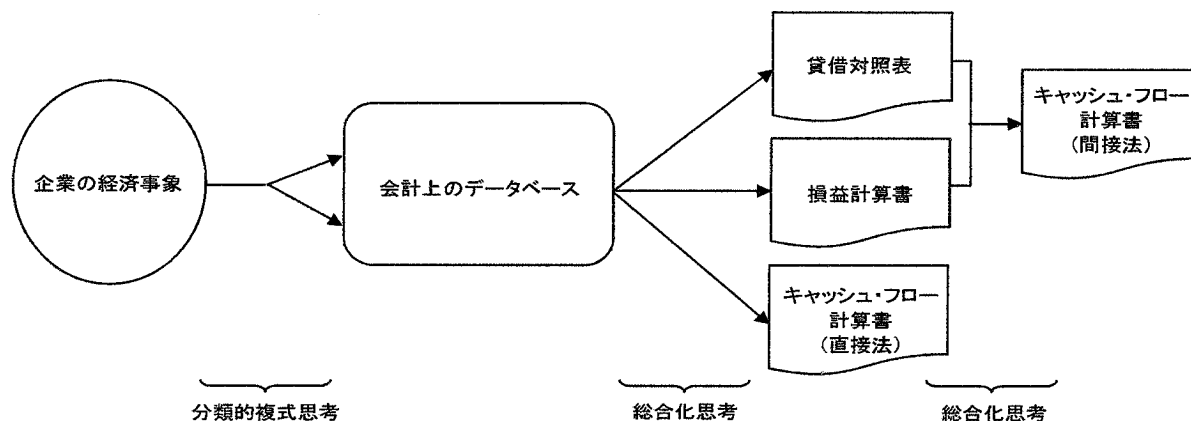 企業の経済事象
会計上のデータベース
貸借対照表
損益計算書
キャッシュ・フロー
計算書
(直接法)
キャッシュ・フロー
計算書
(間接法)
分類的複式思考
総合化思考
総合化思考